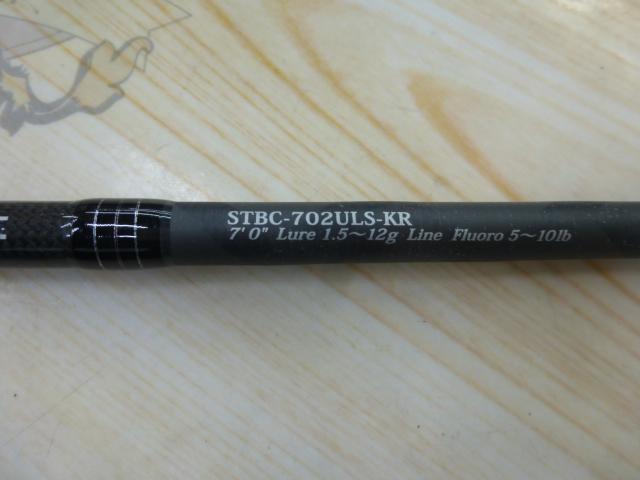 STBC-702ULS-KR
7'0" Lure 1.5～12g Line Fluoro 5～10lb